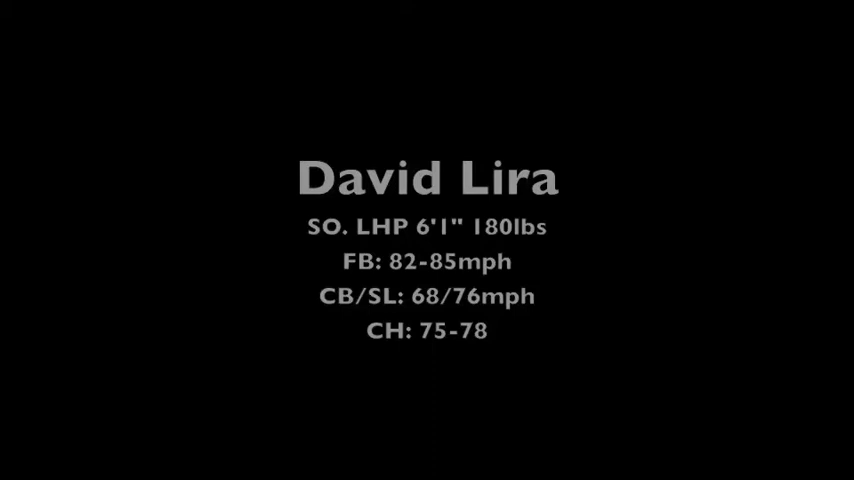 David Lira
SO. LHP 6'1" 180lbs
FB: 82-85mph
CB/SL: 68/76mph
CH: 75-78